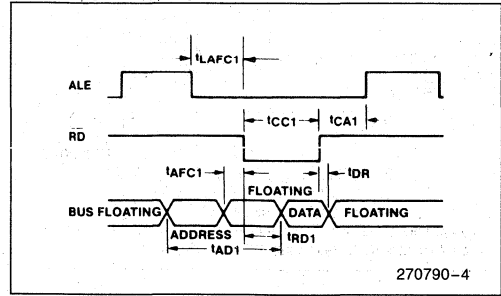 tLAFC1
ALE
tCC1 tCA1
RD
tAFC1 tDR
FLOATING
BUS FLOATING DATA FLOATING
ADDRESS tRD1
tAD1
270790-4